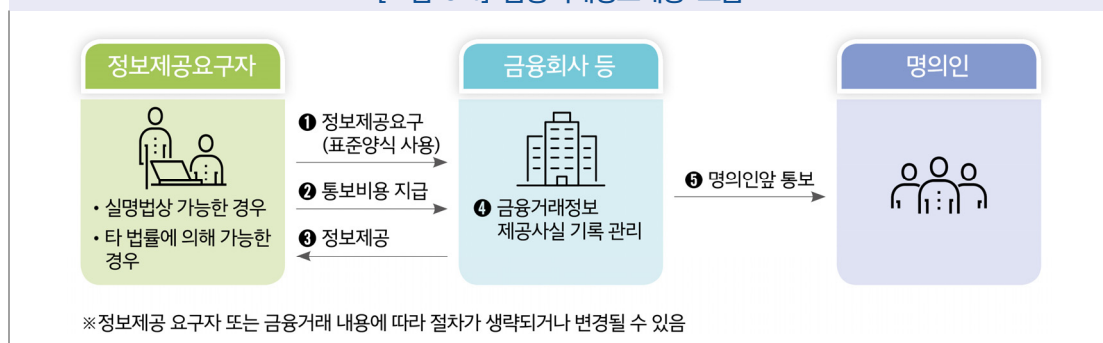 정보제공요구자
금융회사 등
명의인
❶ 정보제공요구
(표준양식 사용)
❷ 통보비용 지급
❸ 정보제공
• 실명법상 가능한 경우
• 타 법률에 의해 가능한
경우
❹ 금융거래정보
제공사실 기록 관리
❺ 명의인앞 통보
※정보제공 요구자 또는 금융거래 내용에 따라 절차가 생략되거나 변경될 수 있음